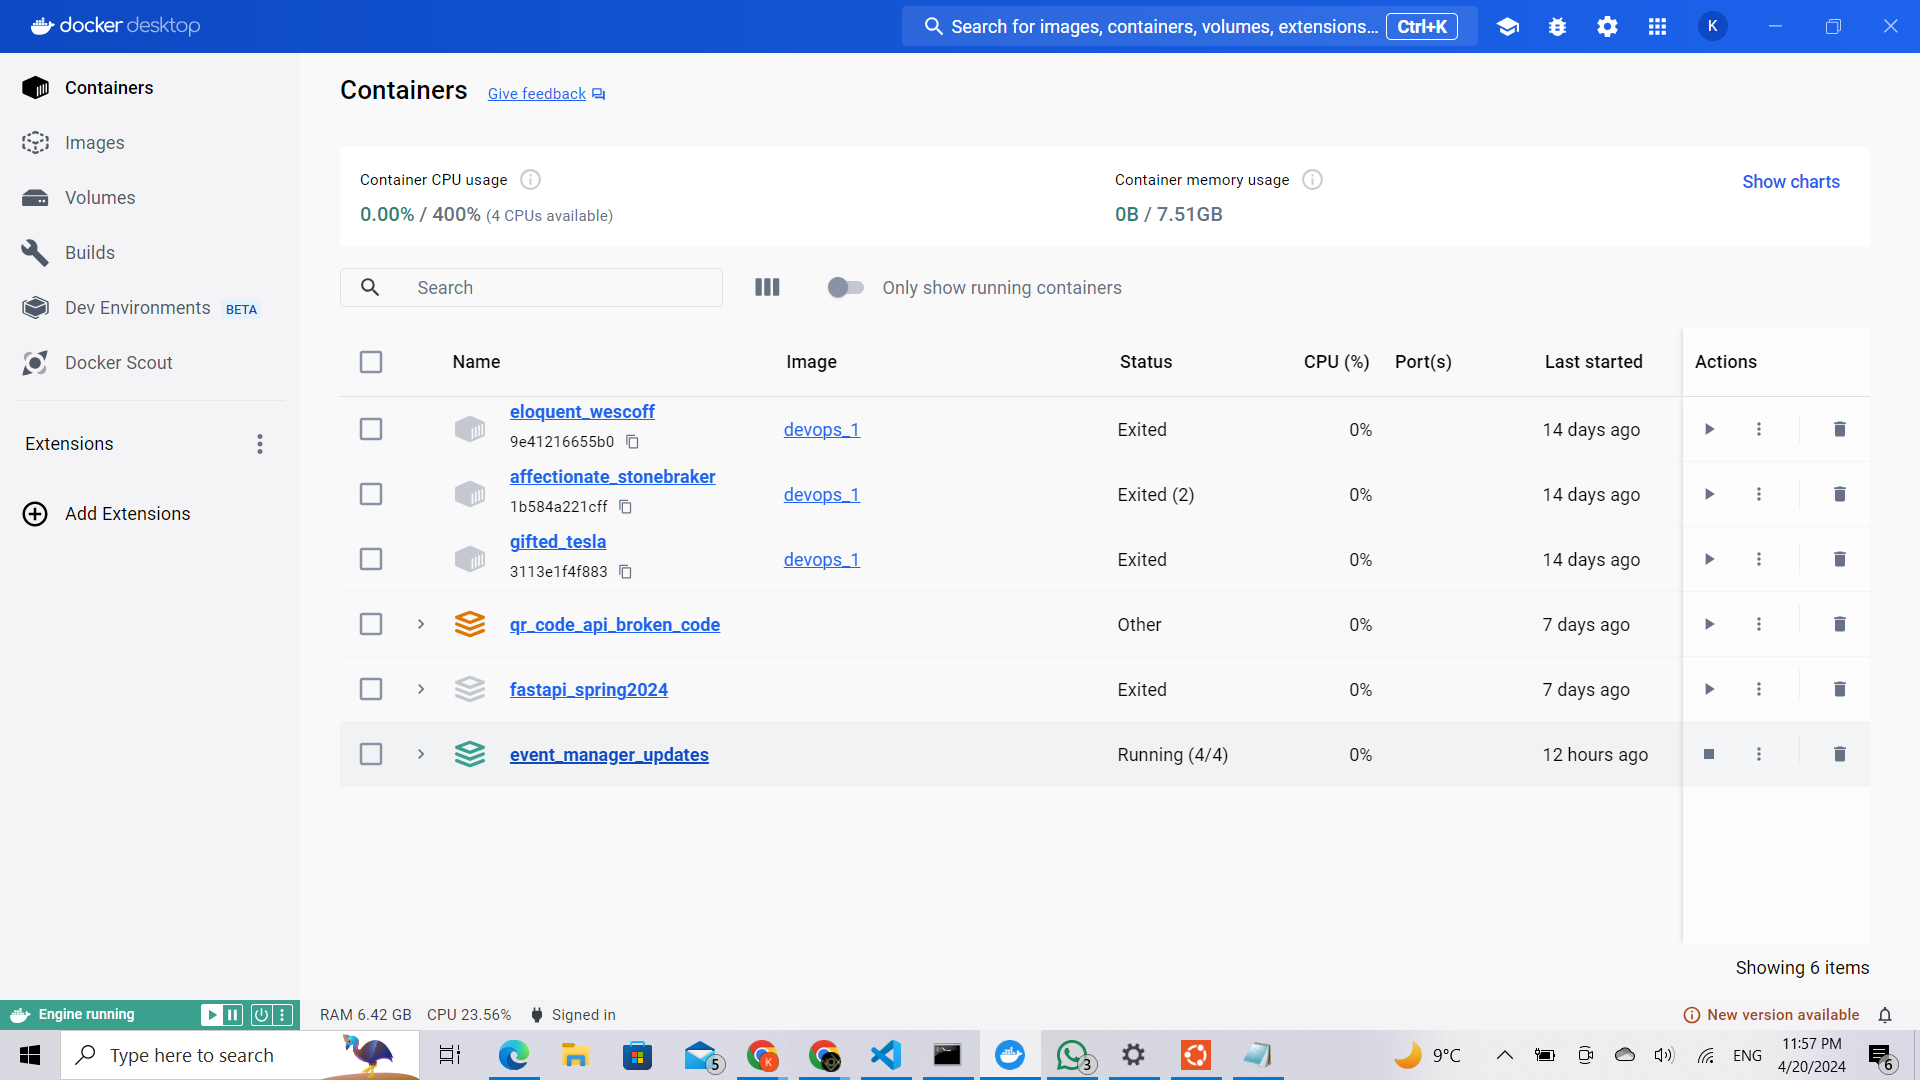 docker desktop
Search for images, containers, volumes, extensions... Ctrl+K
K
Containers
Images
Volumes
Builds
Dev Environments BETA
Docker Scout
Extensions
Add Extensions
Containers Give feedback
Container CPU usage
0.00% / 400% (4 CPUs available)
Container memory usage
0B / 7.51GB
Show charts
Search
Only show running containers
Name Image Status CPU (%) Port(s) Last started Actions
eloquent_wescoff
9e41216655b0
devops_1 Exited 0% 14 days ago
affectionate_stonebraker
1b584a221cff
devops_1 Exited (2) 0% 14 days ago
gifted_tesla
3113e1f4f883
devops_1 Exited 0% 14 days ago
qr_code_api_broken_code Other 0% 7 days ago
fastapi_spring2024 Exited 0% 7 days ago
event_manager_updates Running (4/4) 0% 12 hours ago
Showing 6 items
Engine running
RAM 6.42 GB CPU 23.56% Signed in
New version available
Type here to search
5
K
3
9°C
ENG
11:57 PM
4/20/2024
6